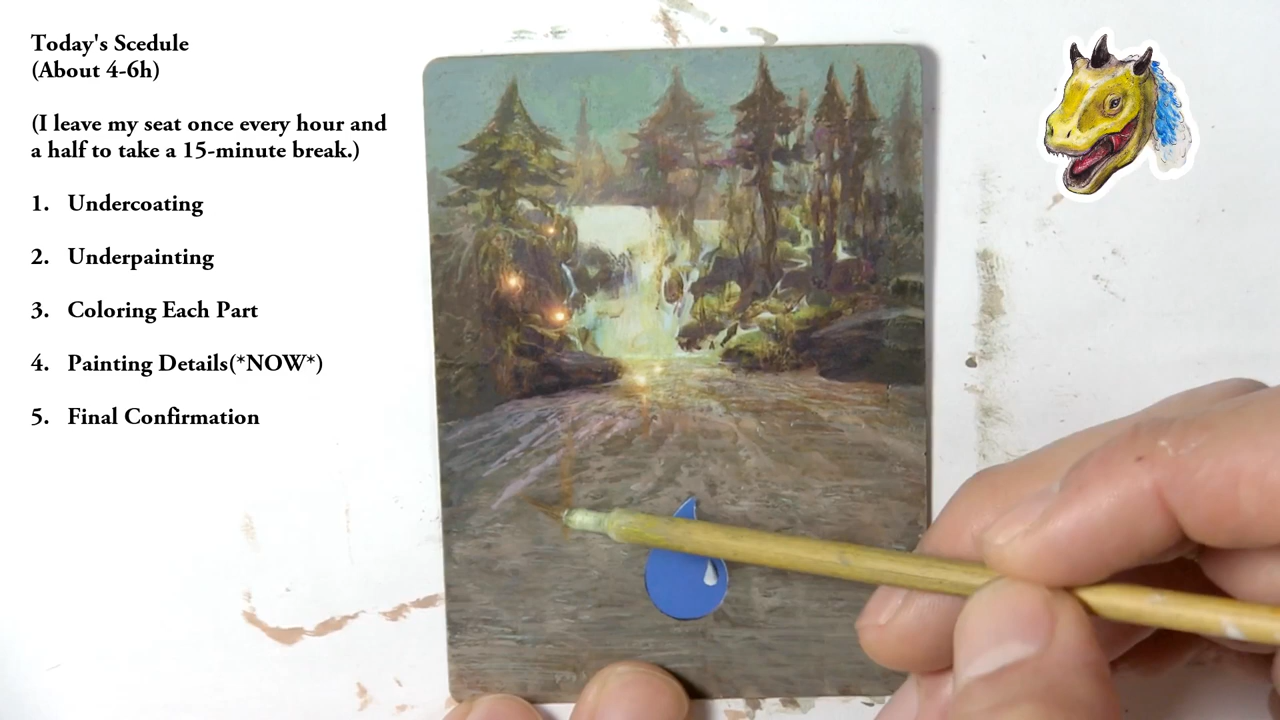 Today's Scedule
(About 4-6h)
(I leave my seat once every hour and
a half to take a 15-minute break.)
1. Undercoating
2. Underpainting
3. Coloring Each Part
4. Painting Details(*NOW*)
5. Final Confirmation